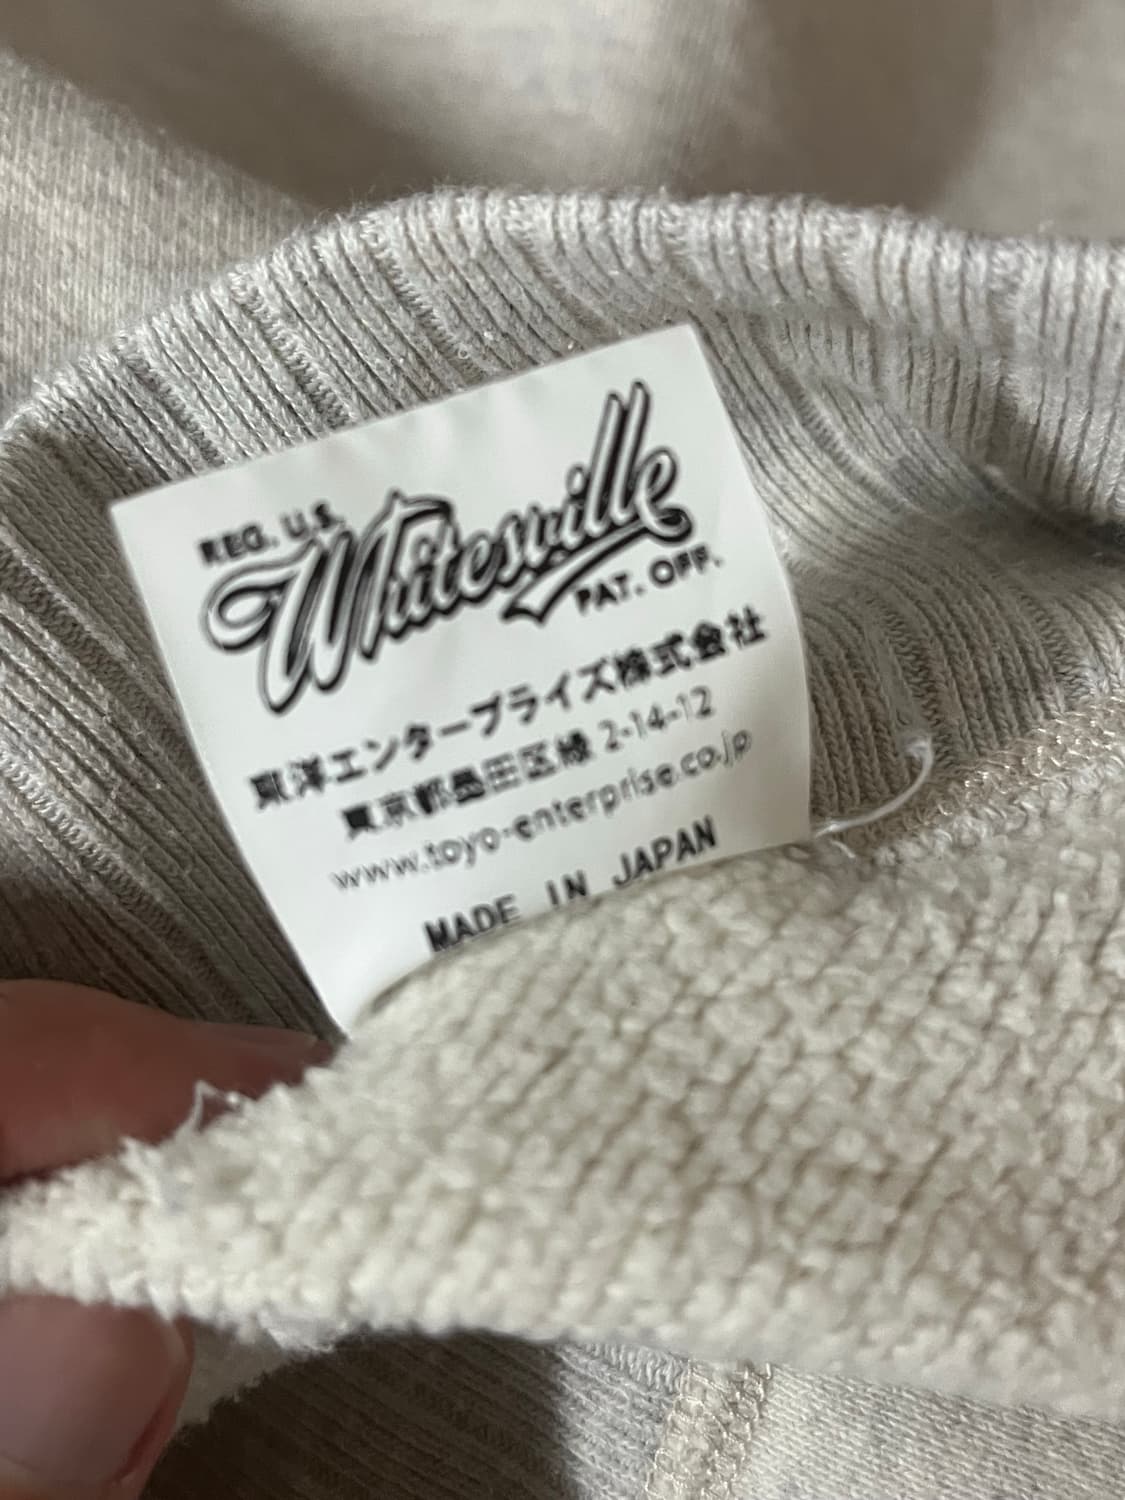 REG. U.S.
Whitesville
PAT. OFF.
東洋エンタープライズ株式会社
東京都墨田区緑 2-14-12
www.toyo-enterprise.co.jp
MADE IN JAPAN